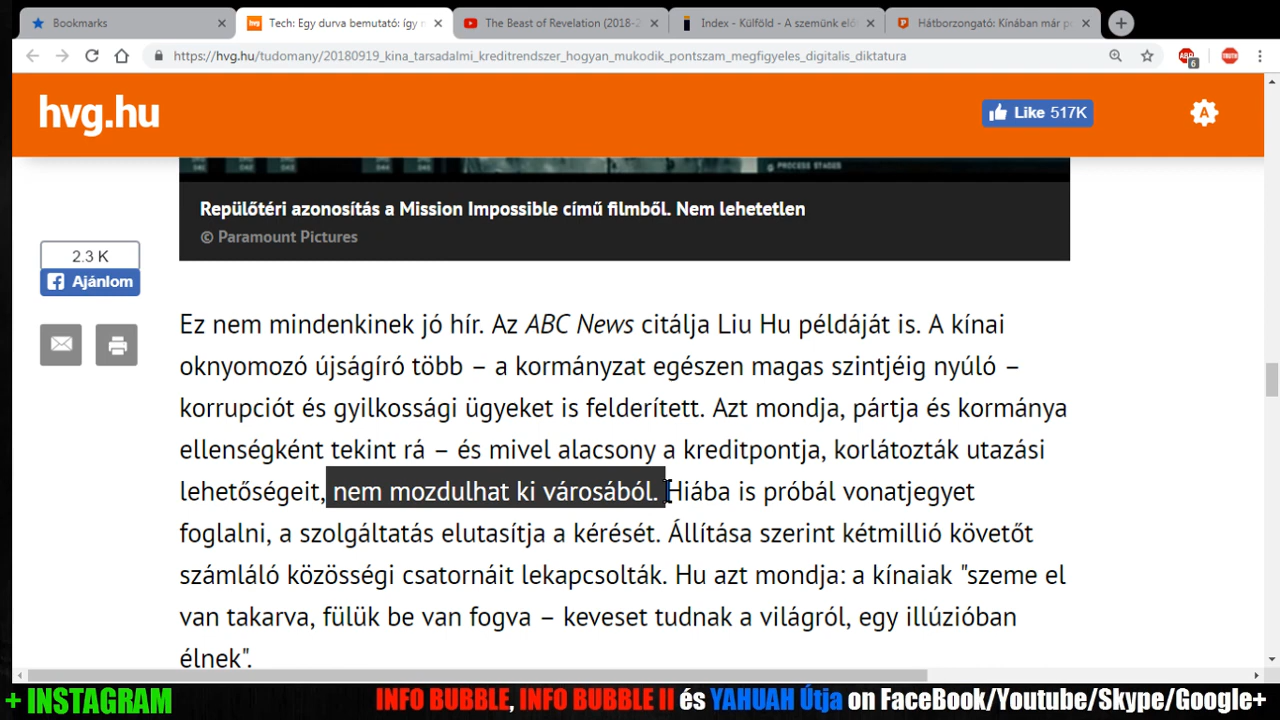 Bookmarks
Tech: Egy durva bemutató: így
The Beast of Revelation (2018-2
Index - Külföld - A szemünk elő
Hátborzongató: Kínában már
https://hvg.hu/tudomany/20180919_kina_tarsadalmi_kreditrendszer_hogyan_mukodik_pontszam_megfigyeles_digitalis_diktatura
6
hvg.hu
Like 517K
A
PROCESS STAGES
Repülőtéri azonosítás a Mission Impossible című filmből. Nem lehetetlen
© Paramount Pictures
2.3 K
Ajánlom
Ez nem mindenkinek jó hír. Az ABC News citálja Liu Hu példáját is. A kínai
oknyomozó újságíró több – a kormányzat egészen magas szintjéig nyúló –
korrupciót és gyilkossági ügyeket is felderített. Azt mondja, pártja és kormánya
ellenségként tekint rá – és mivel alacsony a kreditpontja, korlátozták utazási
lehetőségeit, nem mozdulhat ki városából. Hiába is próbál vonatjegyet
foglalni, a szolgáltatás elutasítja a kérését. Állítása szerint kétmillió követőt
számláló közösségi csatornáit lekapcsolták. Hu azt mondja: a kínaiak "szeme el
van takarva, fülük be van fogva – keveset tudnak a világról, egy illúzióban
élnek".
+ INSTAGRAM
INFO BUBBLE, INFO BUBBLE II és YAHUAH Útja on FaceBook/Youtube/Skype/Google+